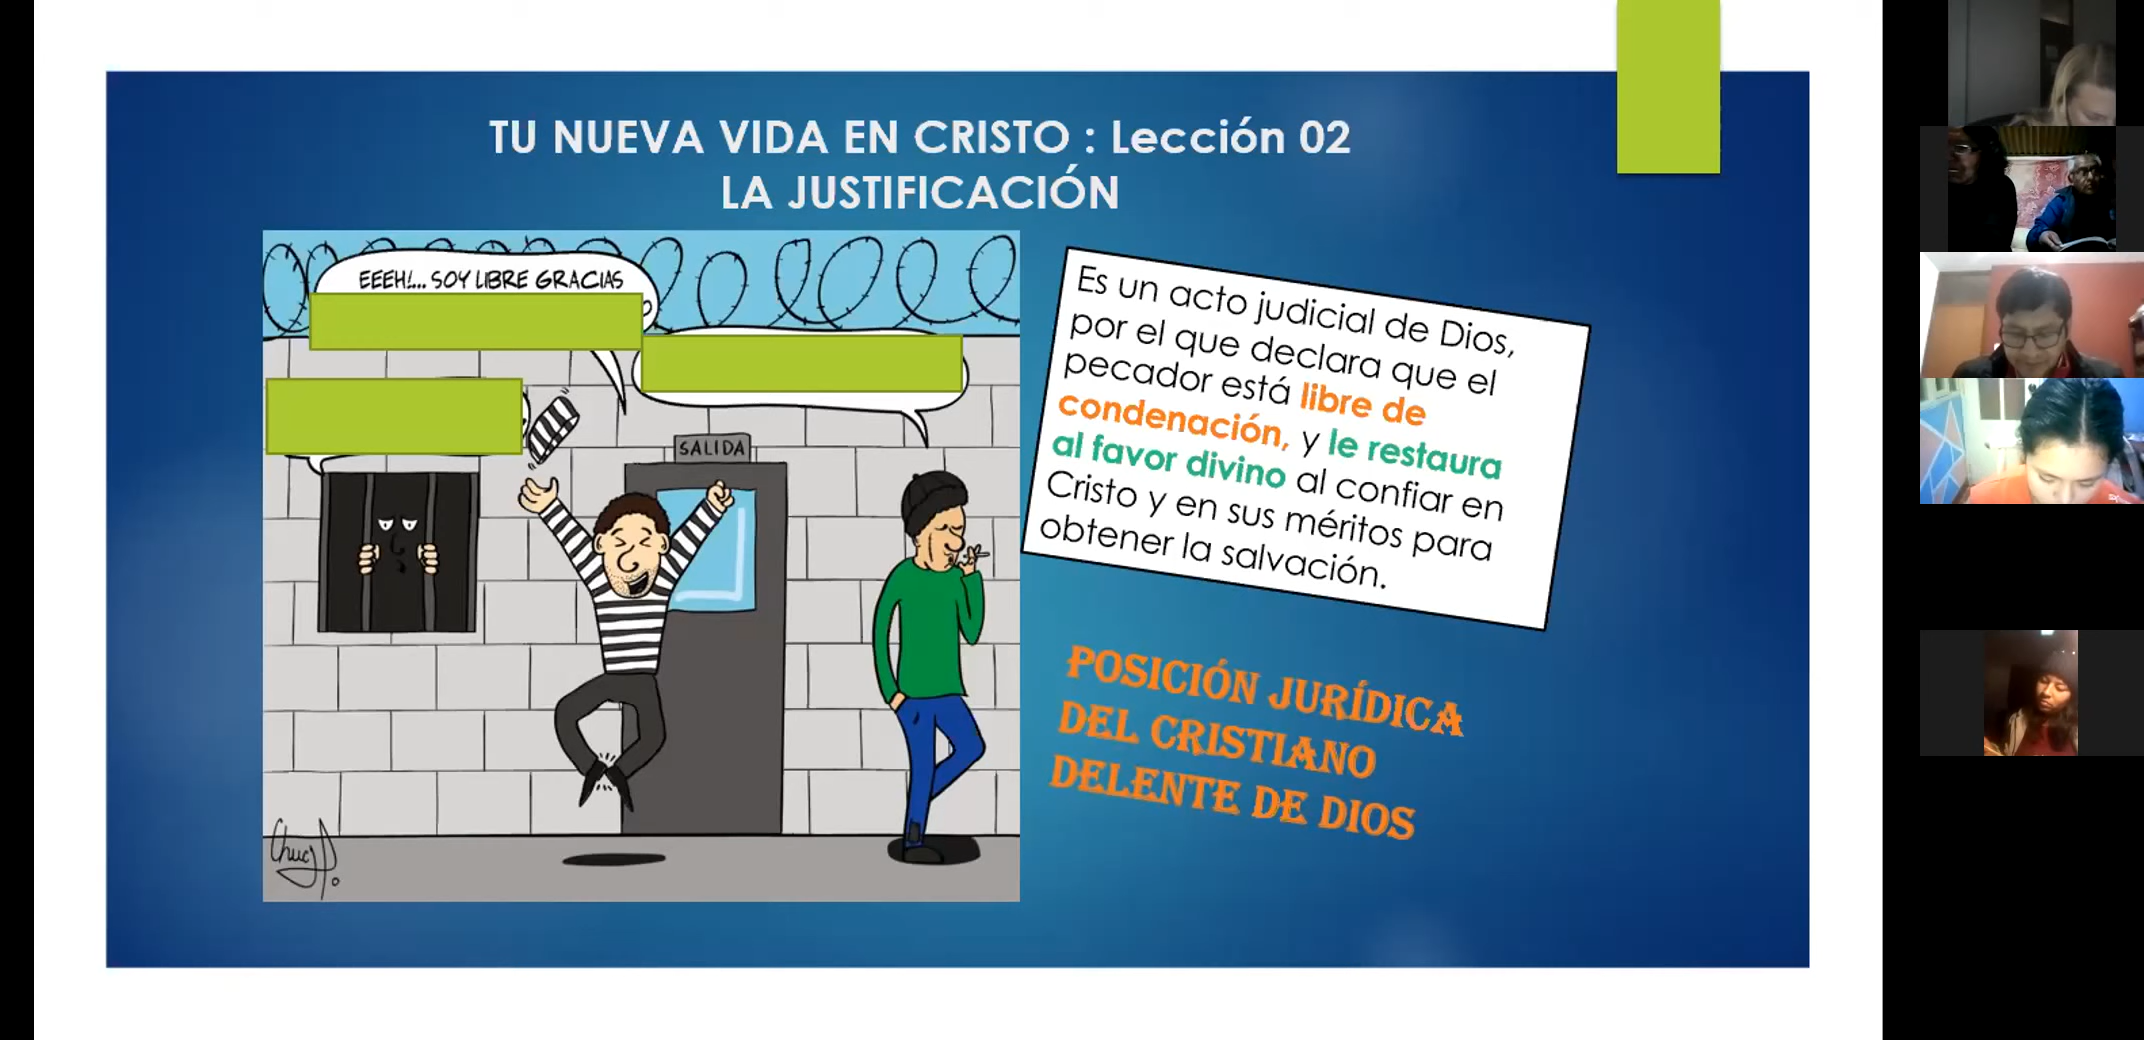 TU NUEVA VIDA EN CRISTO : Lección 02
LA JUSTIFICACIÓN
EEEH!... SOY LIBRE GRACIAS
SALIDA
Es un acto judicial de Dios,
por el que declara que el
pecador está libre de
condenación, y le restaura
al favor divino al confiar en
Cristo y en sus méritos para
obtener la salvación.
POSICIÓN JURÍDICA
DEL CRISTIANO
DELENTE DE DIOS